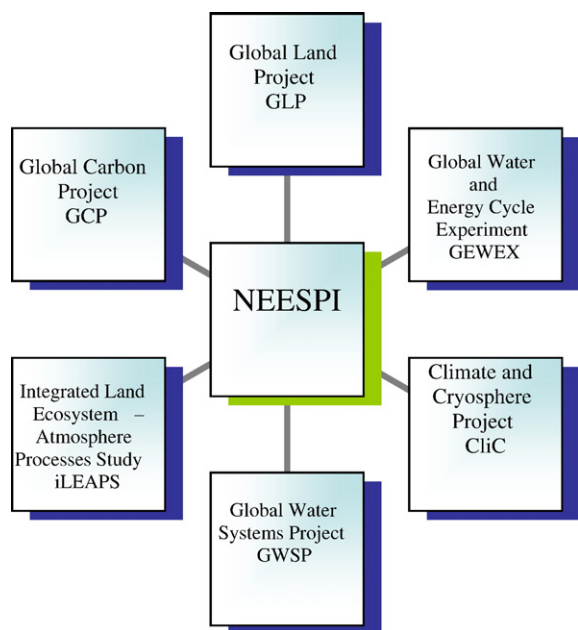 Global Land
Project
GLP
Global Carbon
Project
GCP
Global Water
and
Energy Cycle
Experiment
GEWEX
NEESPI
Integrated Land
Ecosystem –
Atmosphere
Processes Study
iLEAPS
Climate and
Cryosphere
Project
CliC
Global Water
Systems Project
GWSP